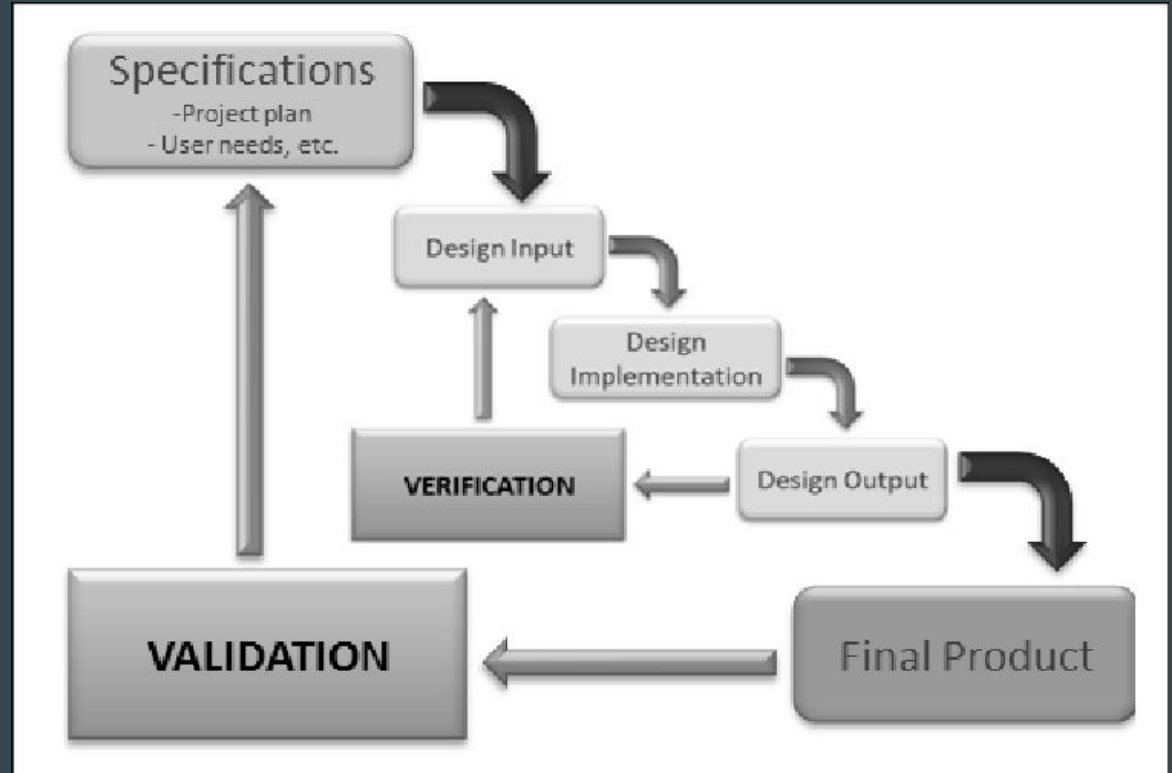 Specifications
-Project plan
- User needs, etc.
Design Input
Design
Implementation
VERIFICATION
Design Output
VALIDATION
Final Product